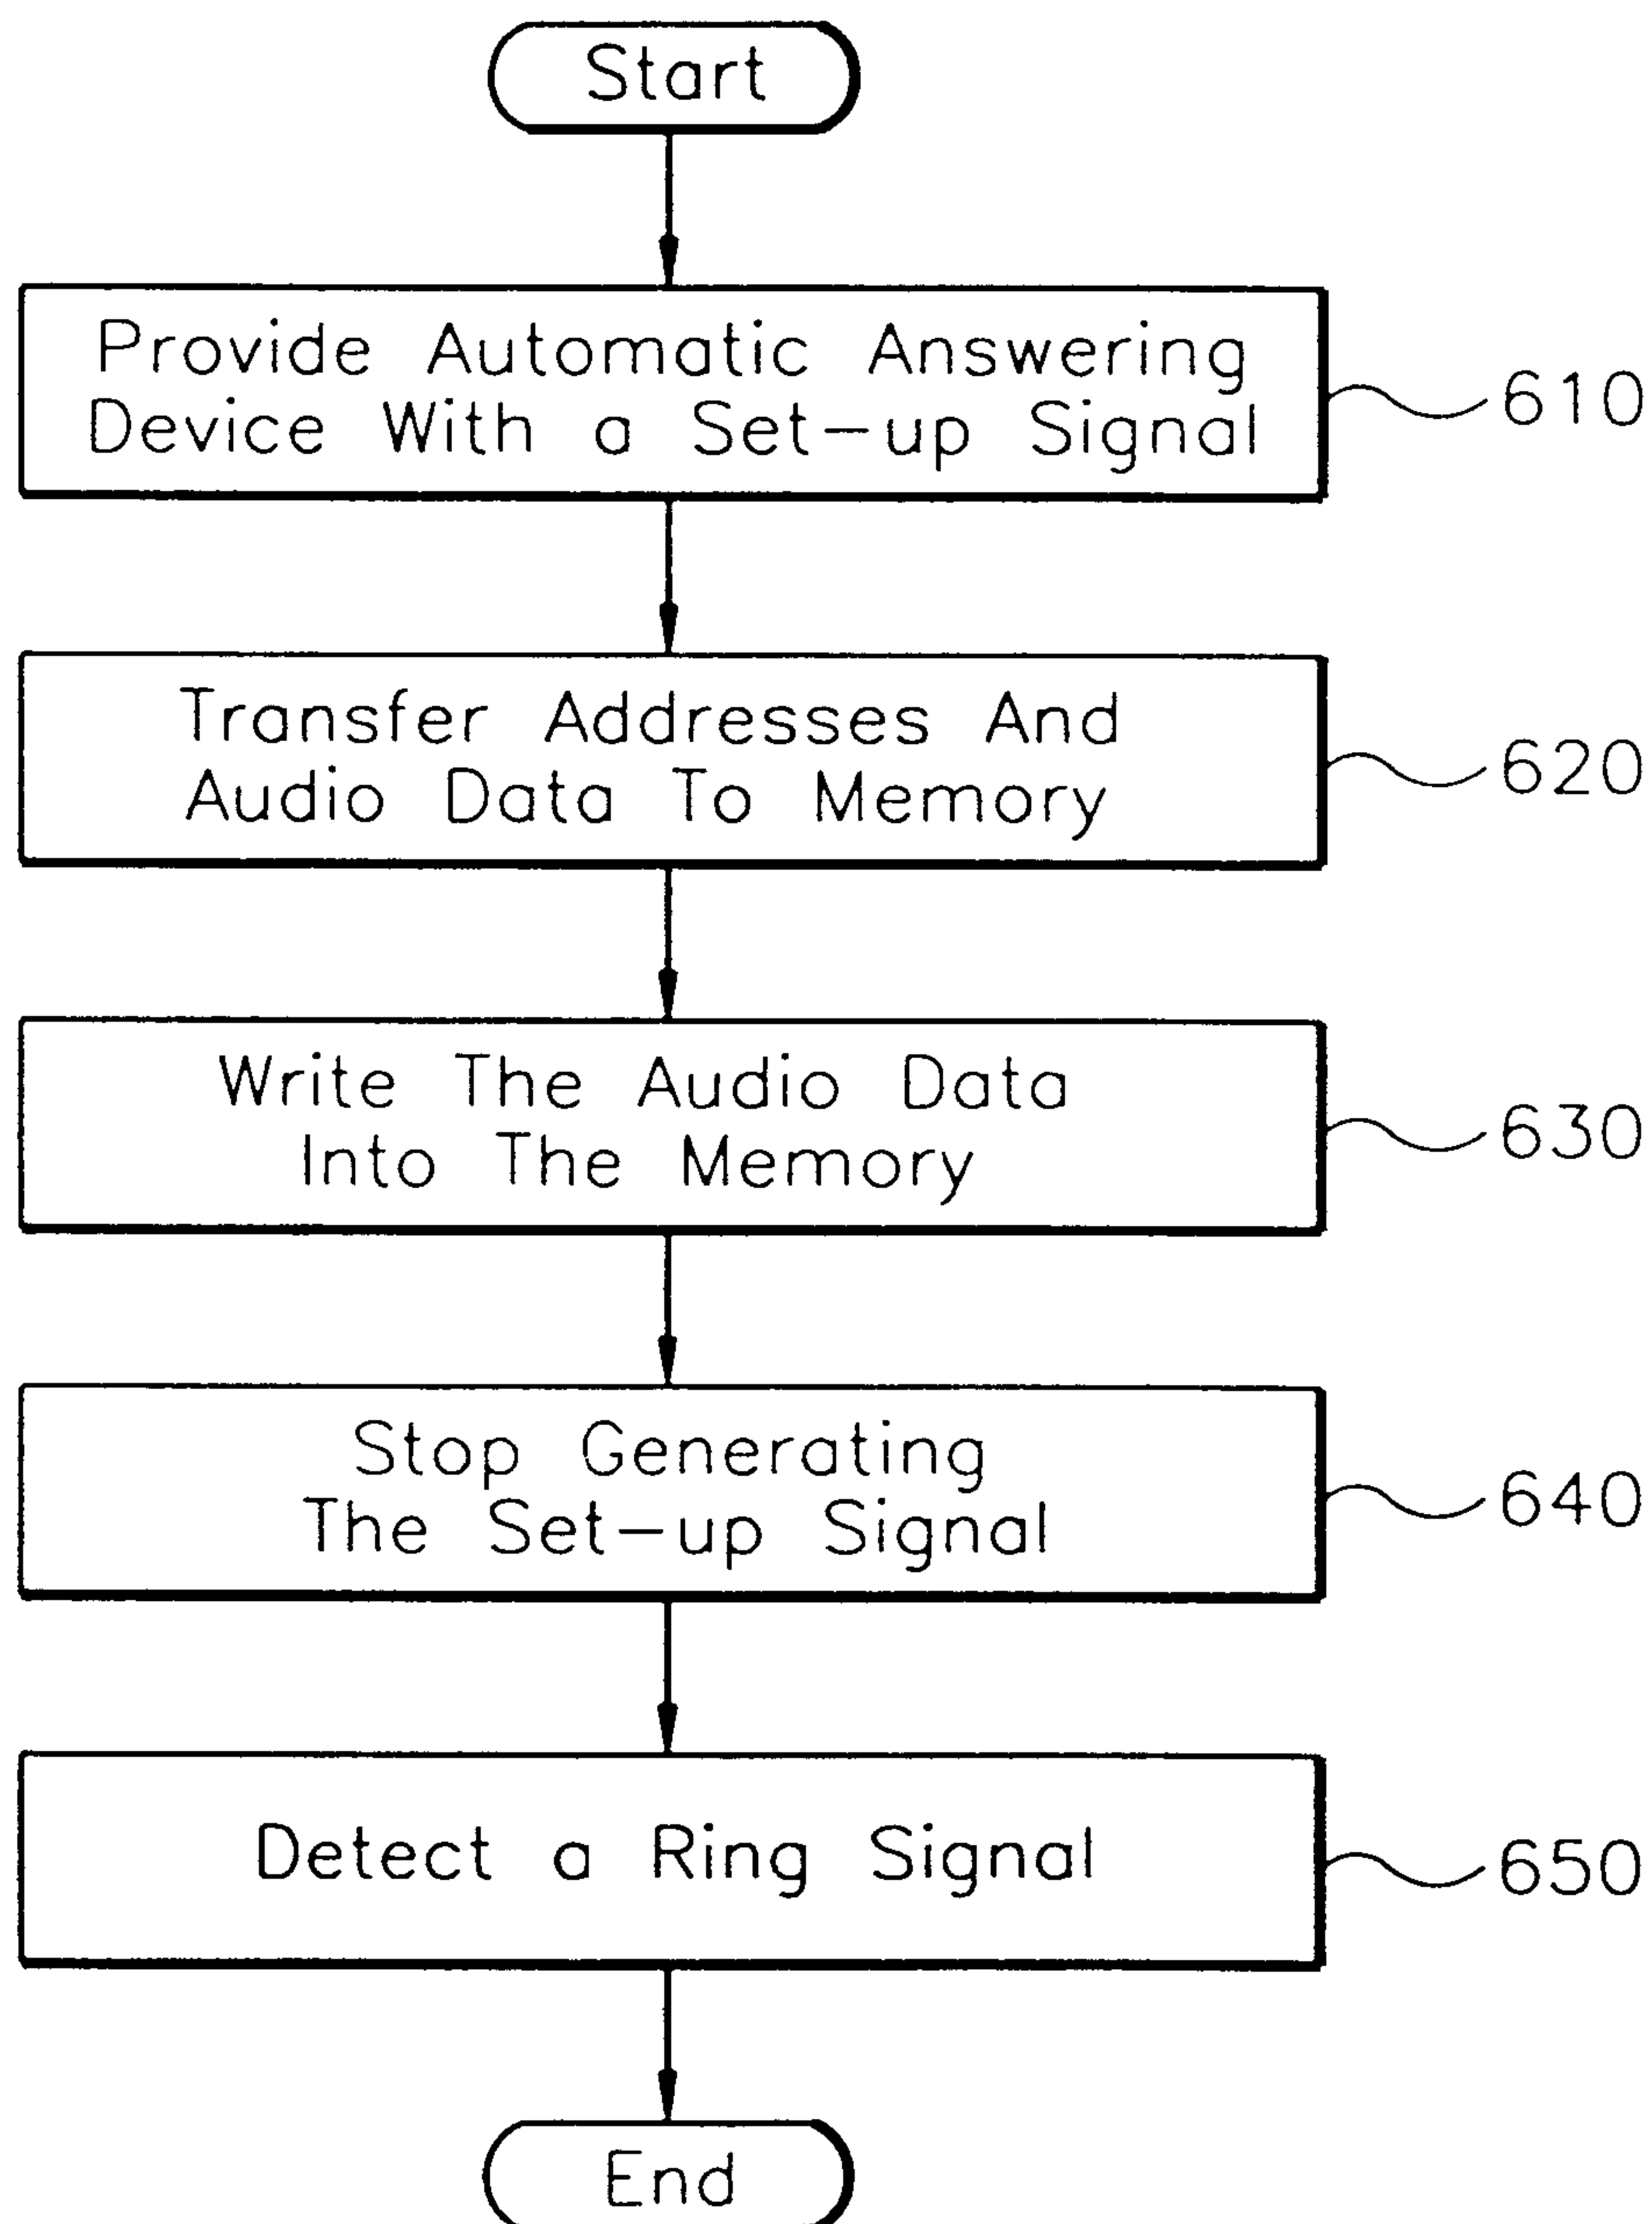 Start
Provide Automatic Answering
Device With a Set-up Signal
610
Transfer Addresses And
Audio Data To Memory
620
Write The Audio Data
Into The Memory
630
Stop Generating
The Set-up Signal
640
Detect a Ring Signal
650
End